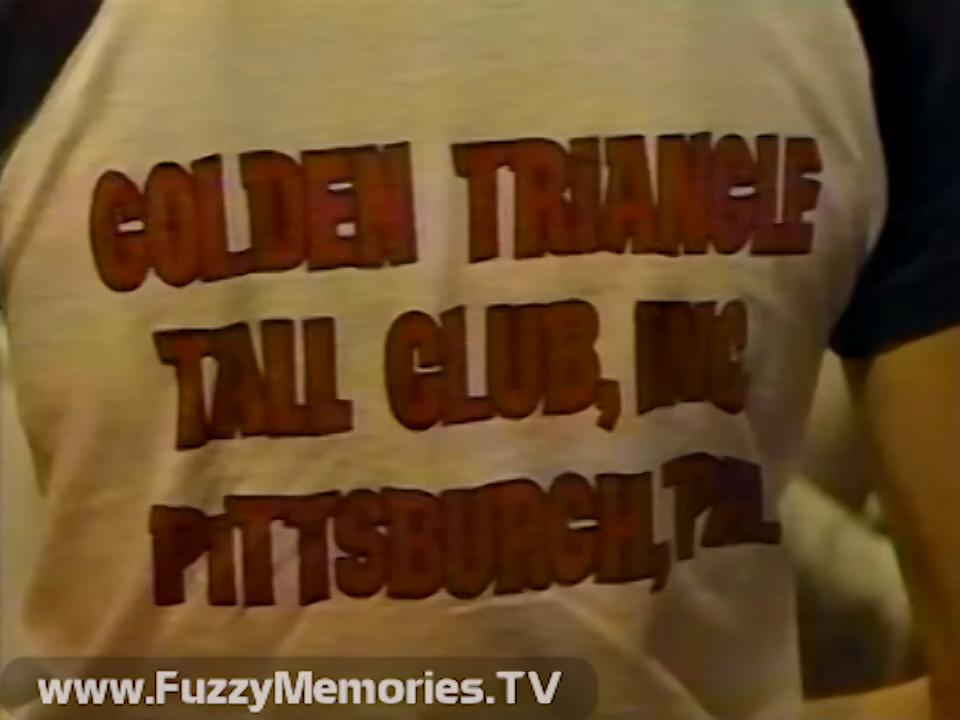 GOLDEN TRIANGLE
TALL CLUB, INC
PITTSBURGH, PA.
www.FuzzyMemories.TV